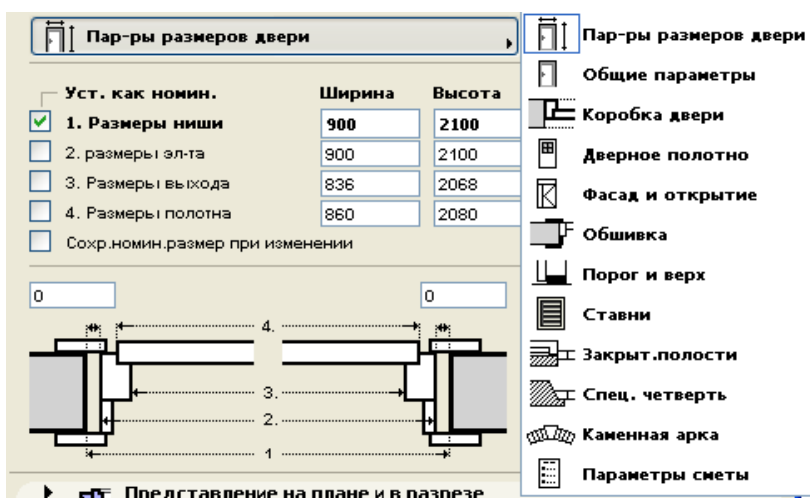 Пар-ры размеров двери
Уст. как номин. Ширина Высота
1. Размеры ниши 900 2100
2. размеры эл-та 900 2100
3. Размеры выхода 836 2068
4. Размеры полотна 860 2080
Сохр.номин.размер при изменении
0 0
4.
3.
2.
1
Представление на плане и в разрезе
Пар-ры размеров двери
Общие параметры
Коробка двери
Дверное полотно
Фасад и открытие
Обшивка
Порог и верх
Ставни
Закрыт.полости
Спец. четверть
Каменная арка
Параметры сметы